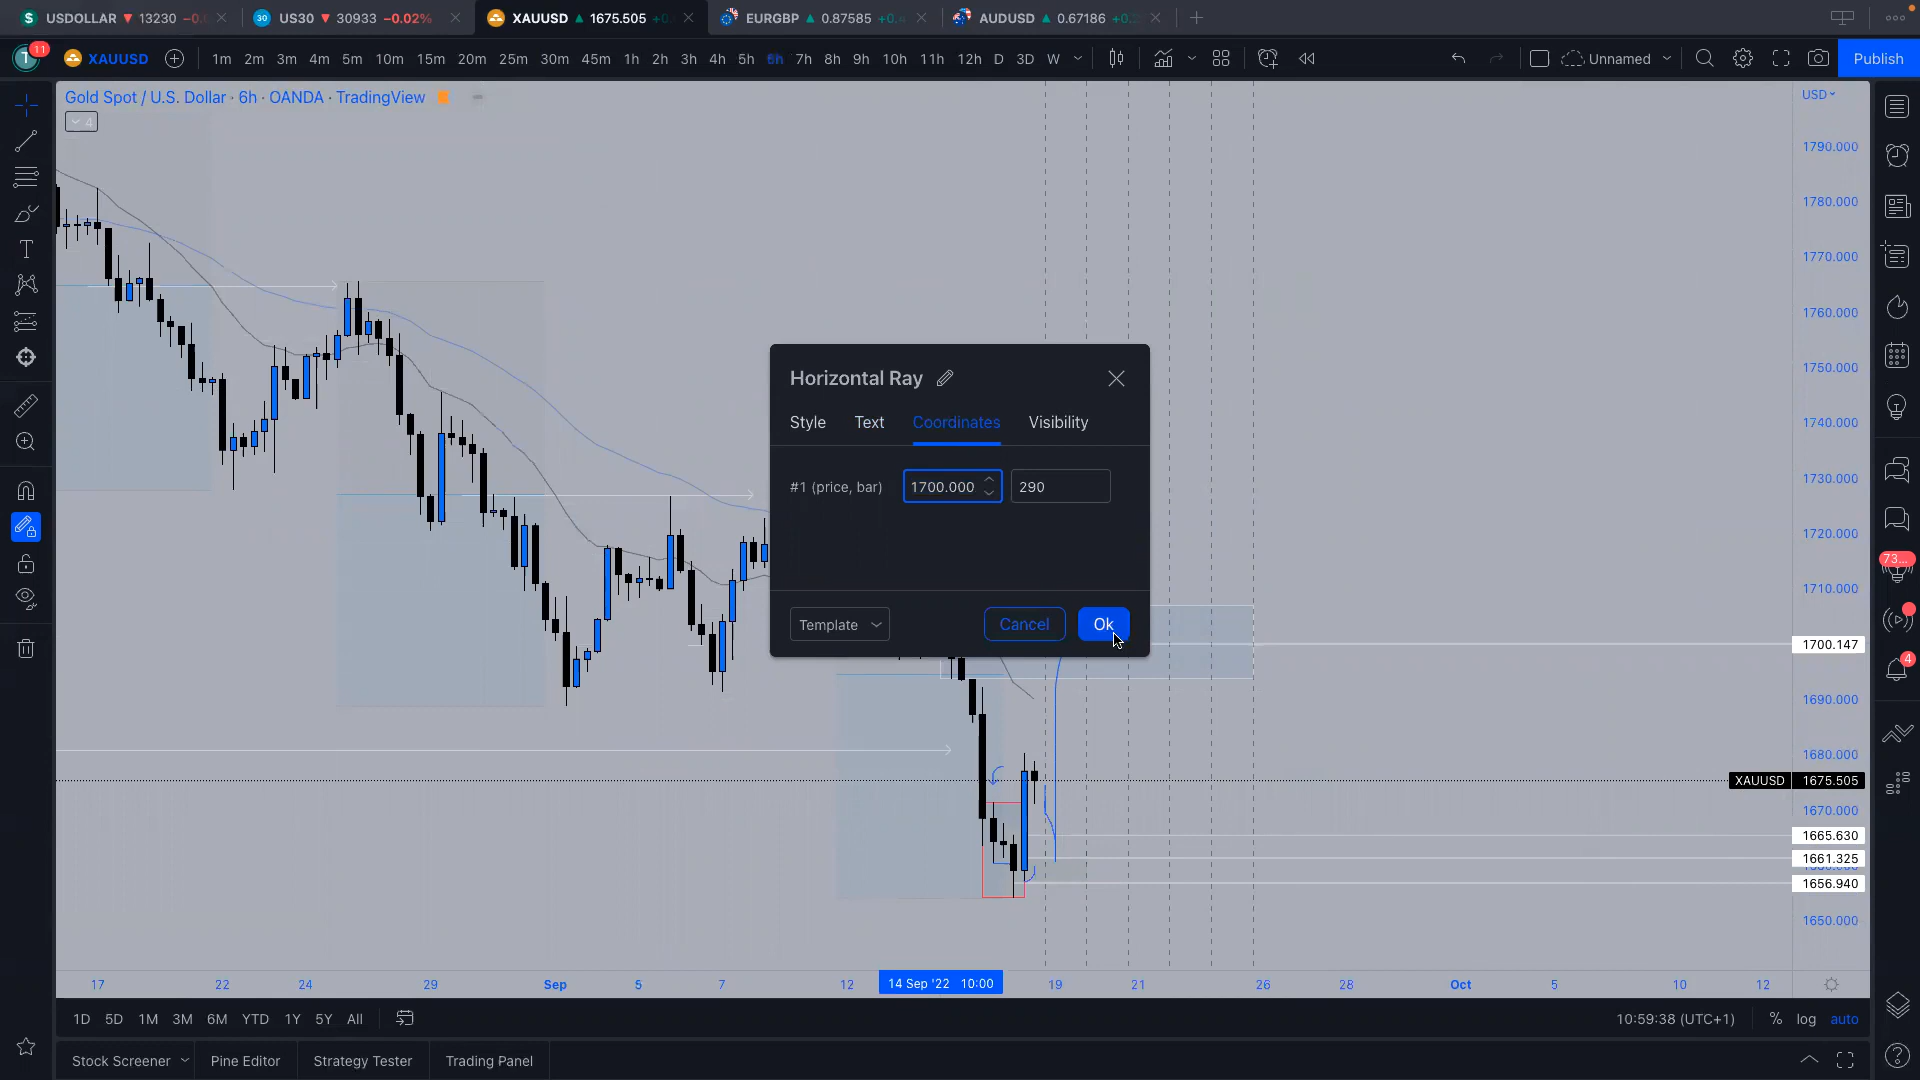 USDOLLAR 13230
US30 30933 −0.02%
XAUUSD 1675.505
EURGBP 0.87585
AUDUSD 0.67186
T 11
XAUUSD 1m 2m 3m 4m 5m 10m 15m 20m 25m 30m 45m 1h 2h 3h 4h 5h 6h 7h 8h 9h 10h 11h 12h D 3D W Unnamed Publish
Gold Spot / U.S. Dollar · 6h · OANDA · TradingView
USD
4
1790.000
1780.000
1770.000
1760.000
1750.000
1740.000
1730.000
1720.000
1710.000
1700.147
1690.000
1680.000
XAUUSD 1675.505
1670.000
1665.630
1661.325
1656.940
1650.000
Horizontal Ray
Style Text Coordinates Visibility
#1 (price, bar) 1700.000 290
Template Cancel Ok
73...
4
17 22 24 29 Sep 5 7 12 14 Sep '22 10:00 19 21 26 28 Oct 5 10 12
1D 5D 1M 3M 6M YTD 1Y 5Y All 10:59:38 (UTC+1) % log auto
Stock Screener Pine Editor Strategy Tester Trading Panel